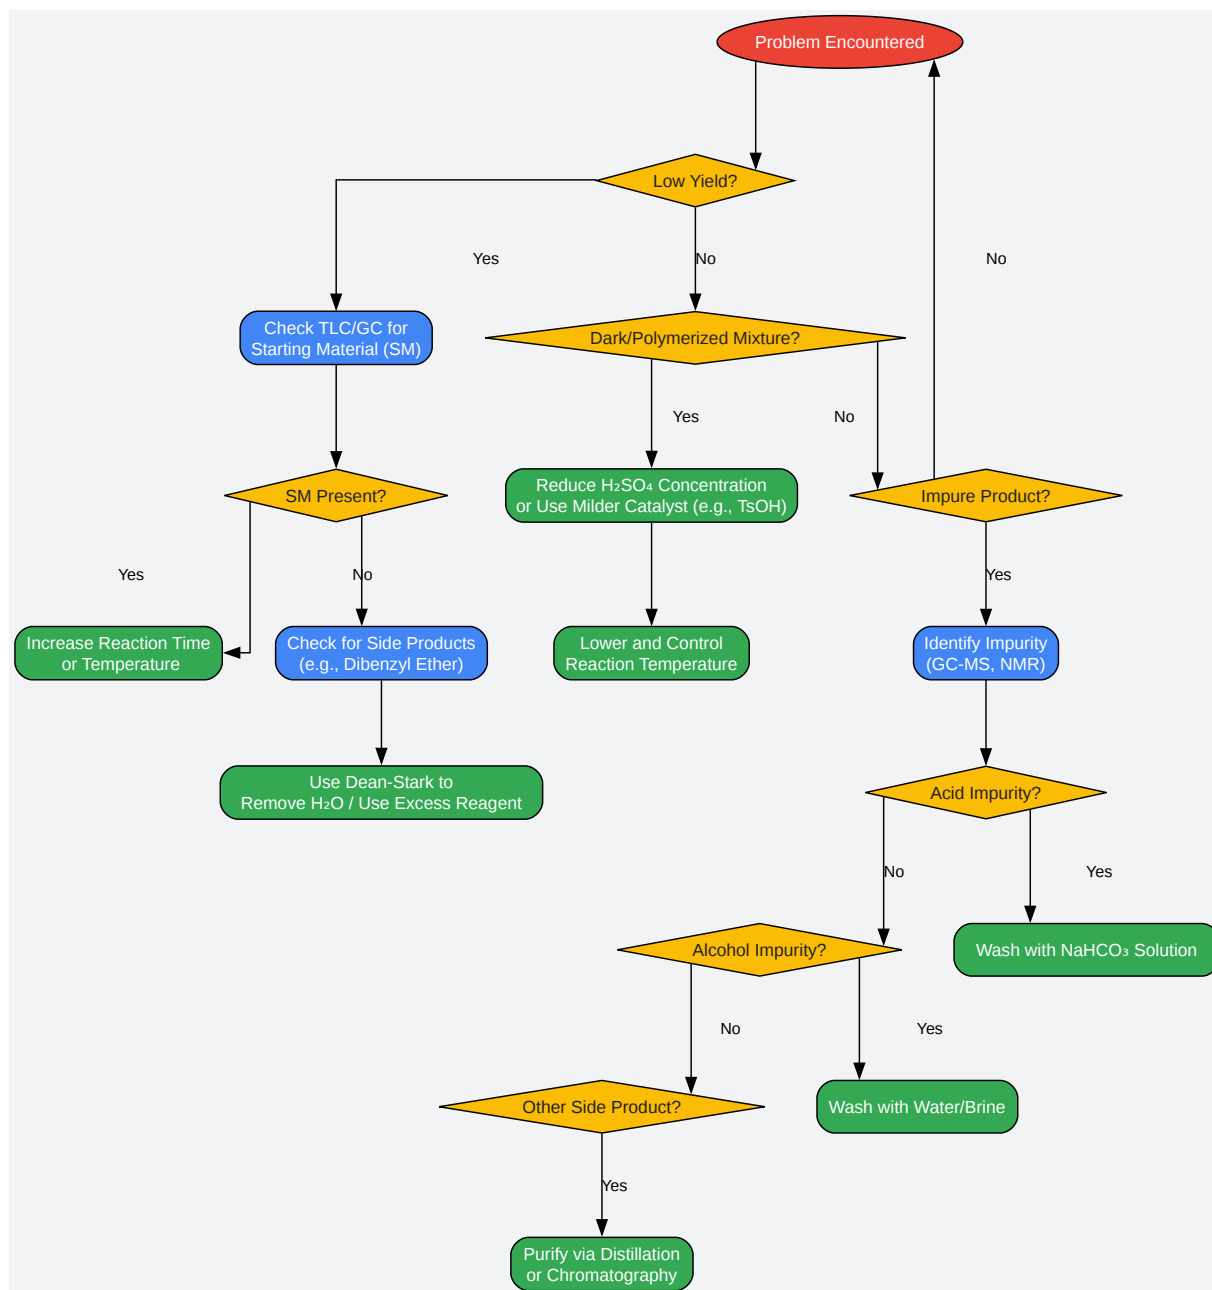 Problem Encountered
Low Yield?
Yes
No
No
Check TLC/GC for
Starting Material (SM)
Dark/Polymerized Mixture?
Yes
No
SM Present?
Reduce H₂SO₄ Concentration
or Use Milder Catalyst (e.g., TsOH)
Impure Product?
Yes
No
Yes
Increase Reaction Time
or Temperature
Check for Side Products
(e.g., Dibenzyl Ether)
Lower and Control
Reaction Temperature
Identify Impurity
(GC-MS, NMR)
Use Dean-Stark to
Remove H₂O / Use Excess Reagent
Acid Impurity?
No
Yes
Alcohol Impurity?
Wash with NaHCO₃ Solution
No
Yes
Other Side Product?
Wash with Water/Brine
Yes
Purify via Distillation
or Chromatography